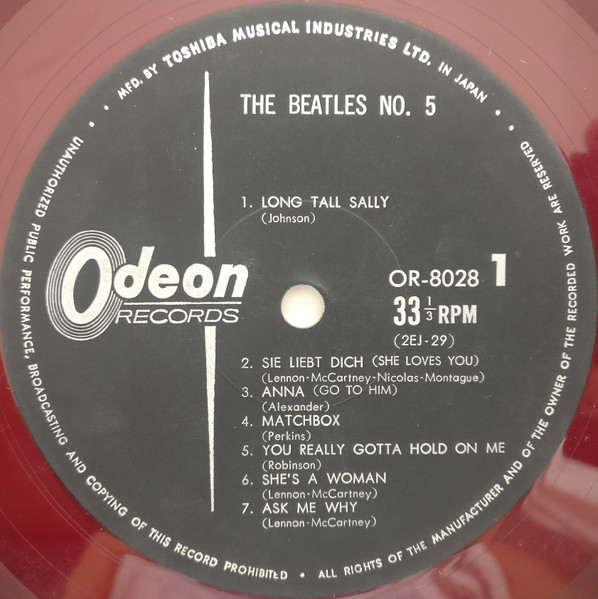 MFD. BY TOSHIBA MUSICAL INDUSTRIES LTD. IN JAPAN
THE BEATLES NO. 5
1. LONG TALL SALLY
(Johnson)
Odeon
RECORDS
OR-8028 1
33 1/3 RPM
(2EJ-29)
2. SIE LIEBT DICH (SHE LOVES YOU)
(Lennon-McCartney-Nicolas-Montague)
3. ANNA (GO TO HIM)
(Alexander)
4. MATCHBOX
(Perkins)
5. YOU REALLY GOTTA HOLD ON ME
(Robinson)
6. SHE'S A WOMAN
(Lennon-McCartney)
7. ASK ME WHY
(Lennon-McCartney)
UNAUTHORIZED PUBLIC PERFORMANCE, BROADCASTING AND COPYING OF THIS RECORD PROHIBITED • ALL RIGHTS OF THE MANUFACTURER AND OF THE OWNER OF THE RECORDED WORK ARE RESERVED